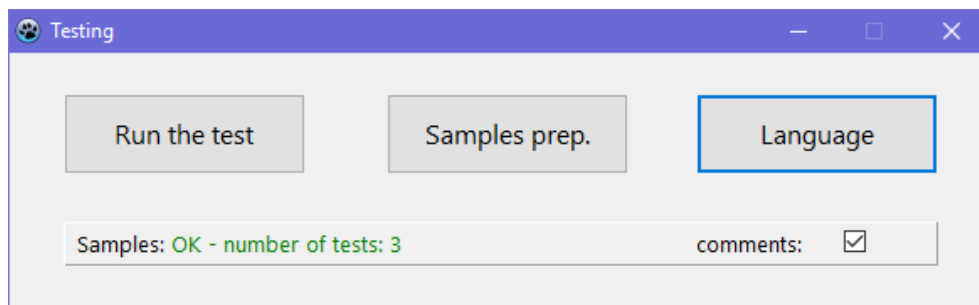 Testing
Run the test Samples prep. Language
Samples: OK - number of tests: 3 comments: